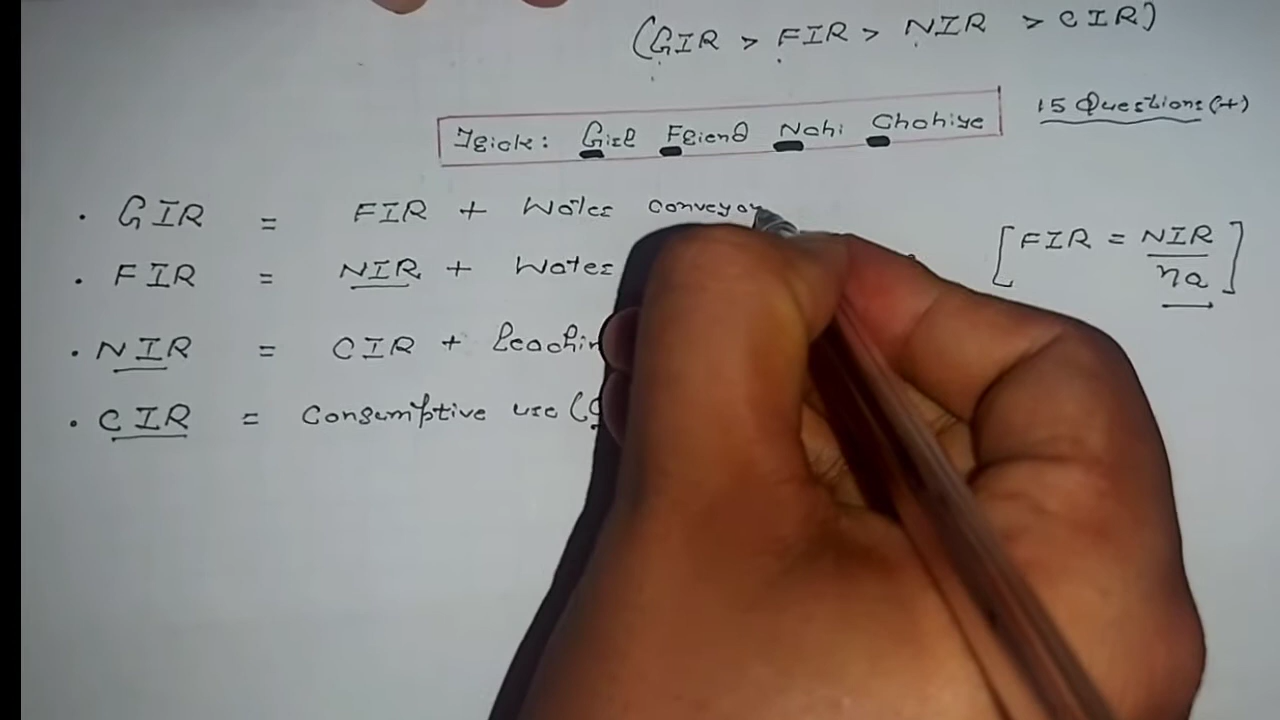 (GIR > FIR > NIR > CIR)
Trick: Girl Friend Nahi Chahiye
15 Questions(+)
• GIR = FIR + Water conveyan
• FIR = NIR + Water
[FIR = NIR
ηa]
• NIR = CIR + leachin
• CIR = Consumptive use (